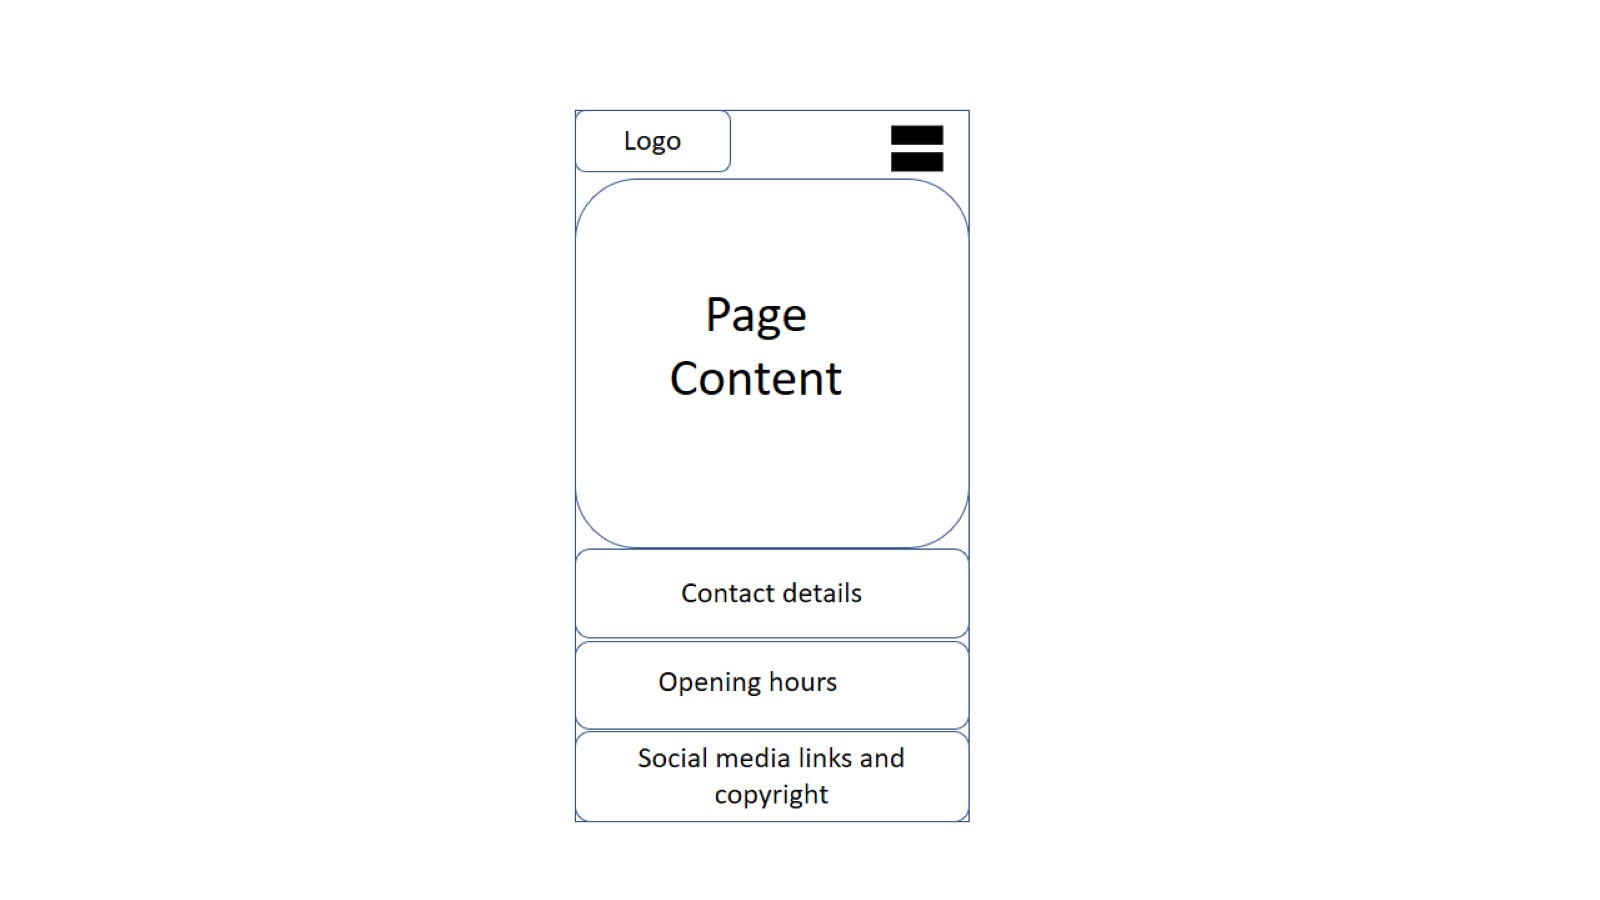 Logo
Page
Content
Contact details
Opening hours
Social media links and
copyright